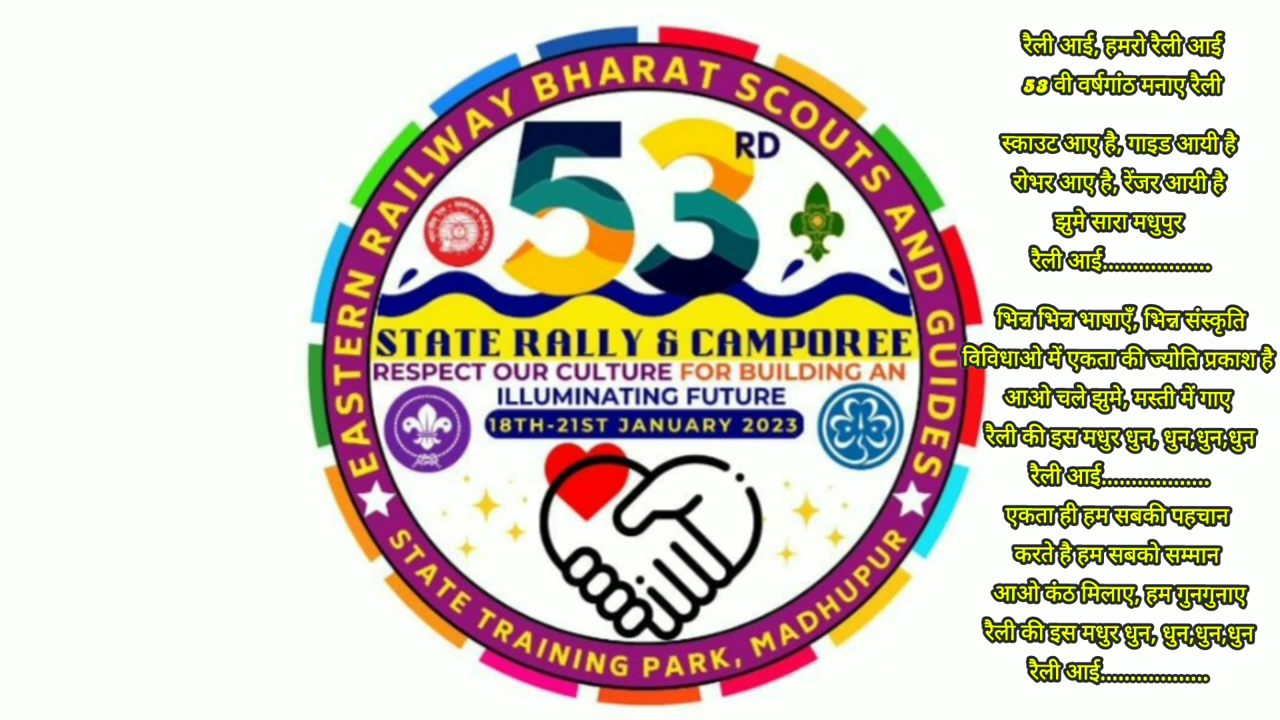 EASTERN RAILWAY BHARAT SCOUTS AND GUIDES
53RD
STATE RALLY & CAMPOREE
RESPECT OUR CULTURE FOR BUILDING AN
ILLUMINATING FUTURE
18TH-21ST JANUARY 2023
STATE TRAINING PARK, MADHUPUR
रैली आई, हमरो रैली आई
53 वी वर्षगांठ मनाए रैली
स्काउट आए है, गाइड आयी है
रोभर आए है, रेंजर आयी है
झुमे सारा मधुपुर
रैली आई..................
भिन्न भिन्न भाषाएँ, भिन्न संस्कृति
विविधाओ में एकता की ज्योति प्रकाश है
आओ चले झुमे, मस्ती में गाए
रैली की इस मधुर धुन, धुन,धुन,धुन
रैली आई..................
एकता ही हम सबकी पहचान
करते है हम सबको सम्मान
आओ कंठ मिलाए, हम गुनगुनाए
रैली की इस मधुर धुन, धुन,धुन,धुन
रैली आई..................